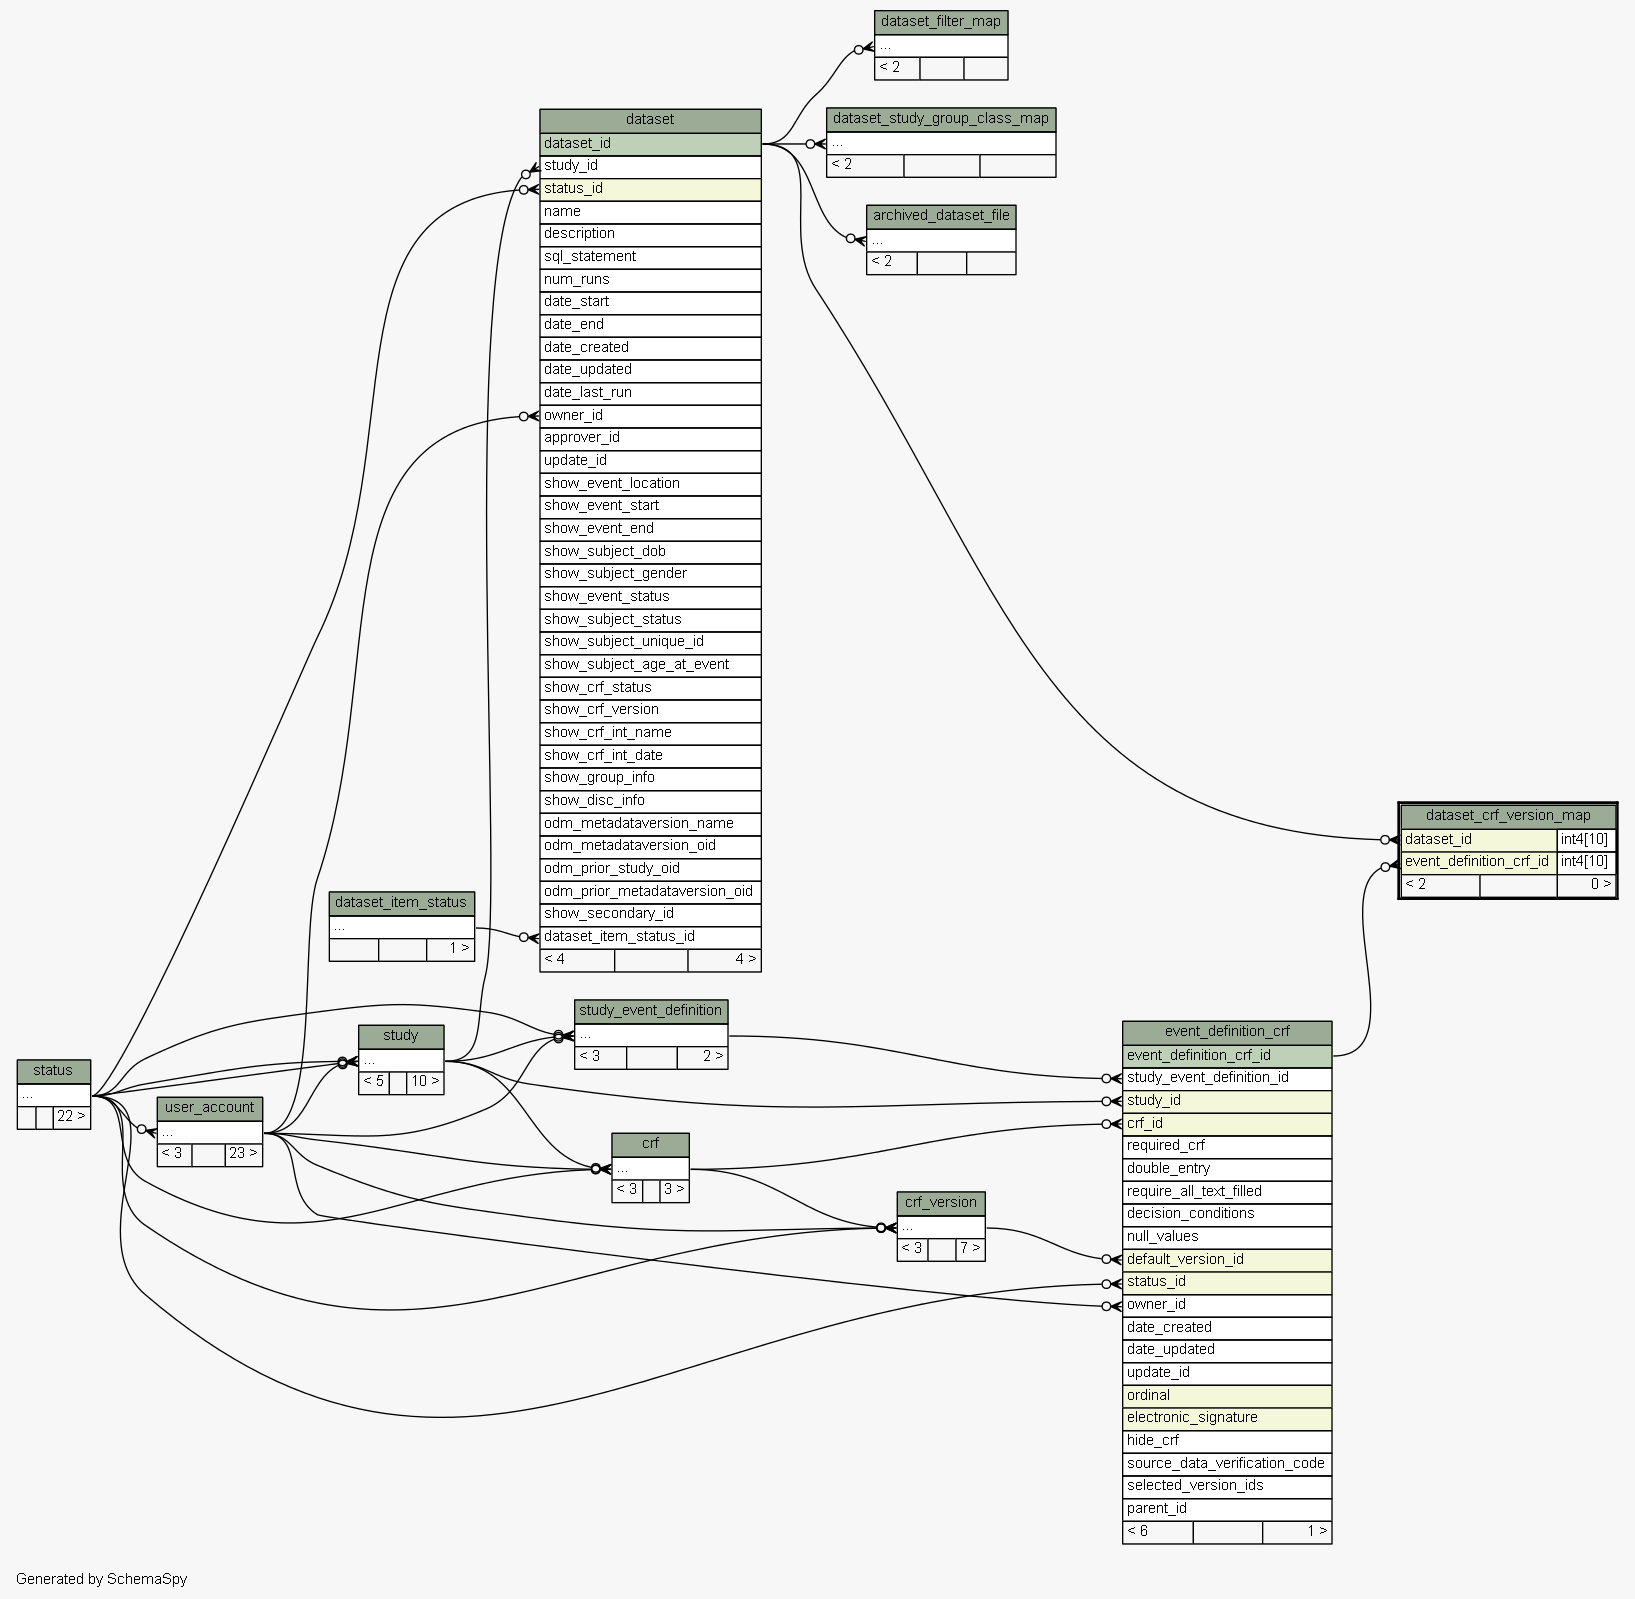 dataset_filter_map
...
< 2
dataset_study_group_class_map
...
< 2
archived_dataset_file
...
< 2
dataset
dataset_id
study_id
status_id
name
description
sql_statement
num_runs
date_start
date_end
date_created
date_updated
date_last_run
owner_id
approver_id
update_id
show_event_location
show_event_start
show_event_end
show_subject_dob
show_subject_gender
show_event_status
show_subject_status
show_subject_unique_id
show_subject_age_at_event
show_crf_status
show_crf_version
show_crf_int_name
show_crf_int_date
show_group_info
show_disc_info
odm_metadataversion_name
odm_metadataversion_oid
odm_prior_study_oid
odm_prior_metadataversion_oid
show_secondary_id
dataset_item_status_id
< 4 4 >
dataset_crf_version_map
dataset_id int4[10]
event_definition_crf_id int4[10]
< 2 0 >
dataset_item_status
...
1 >
study_event_definition
...
< 3 2 >
study
...
< 5 10 >
status
...
22 >
user_account
...
< 3 23 >
crf
...
< 3 3 >
crf_version
...
< 3 7 >
event_definition_crf
event_definition_crf_id
study_event_definition_id
study_id
crf_id
required_crf
double_entry
require_all_text_filled
decision_conditions
null_values
default_version_id
status_id
owner_id
date_created
date_updated
update_id
ordinal
electronic_signature
hide_crf
source_data_verification_code
selected_version_ids
parent_id
< 6 1 >
Generated by SchemaSpy